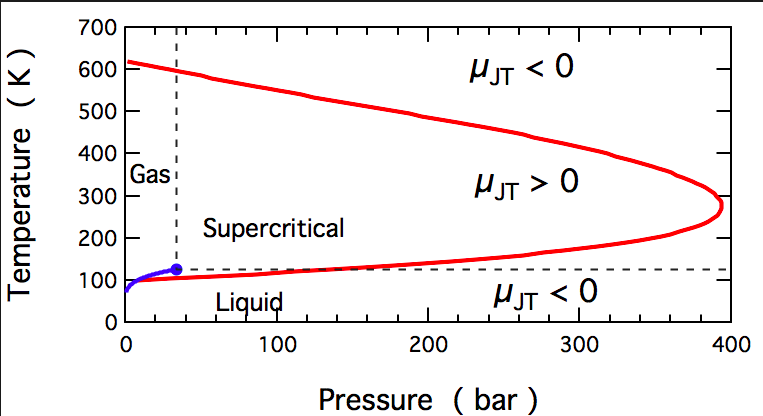 700
600
500
400
300
200
100
0
Temperature ( K )
μJT < 0
Gas
μJT > 0
Supercritical
μJT < 0
Liquid
0 100 200 300 400
Pressure ( bar )